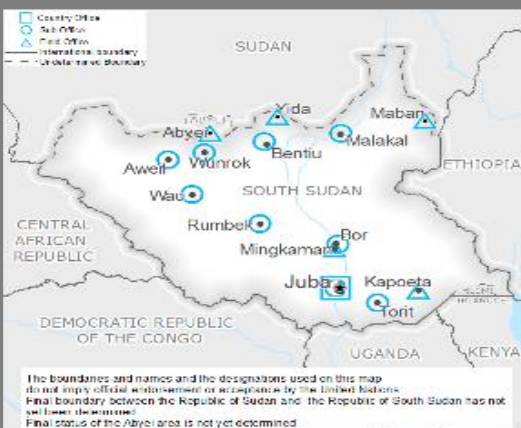 Country Office
Sub Office
Field Office
International boundary
Undetermined Boundary
SUDAN
Yida
Maban
Abyei
Malakal
Bentiu
Wunrok
Aweil
ETHIOPIA
Wau
SOUTH SUDAN
CENTRAL
AFRICAN
REPUBLIC
Rumbek
Bor
Mingkaman
Juba
Kapoeta
Torit
DEMOCRATIC REPUBLIC
OF THE CONGO
UGANDA
KENYA
The boundaries and names and the designations used on this map
do not imply official endorsement or acceptance by the United Nations
Final boundary between the Republic of Sudan and the Republic of South Sudan has not
yet been determined
Final status of the Abyei area is not yet determined